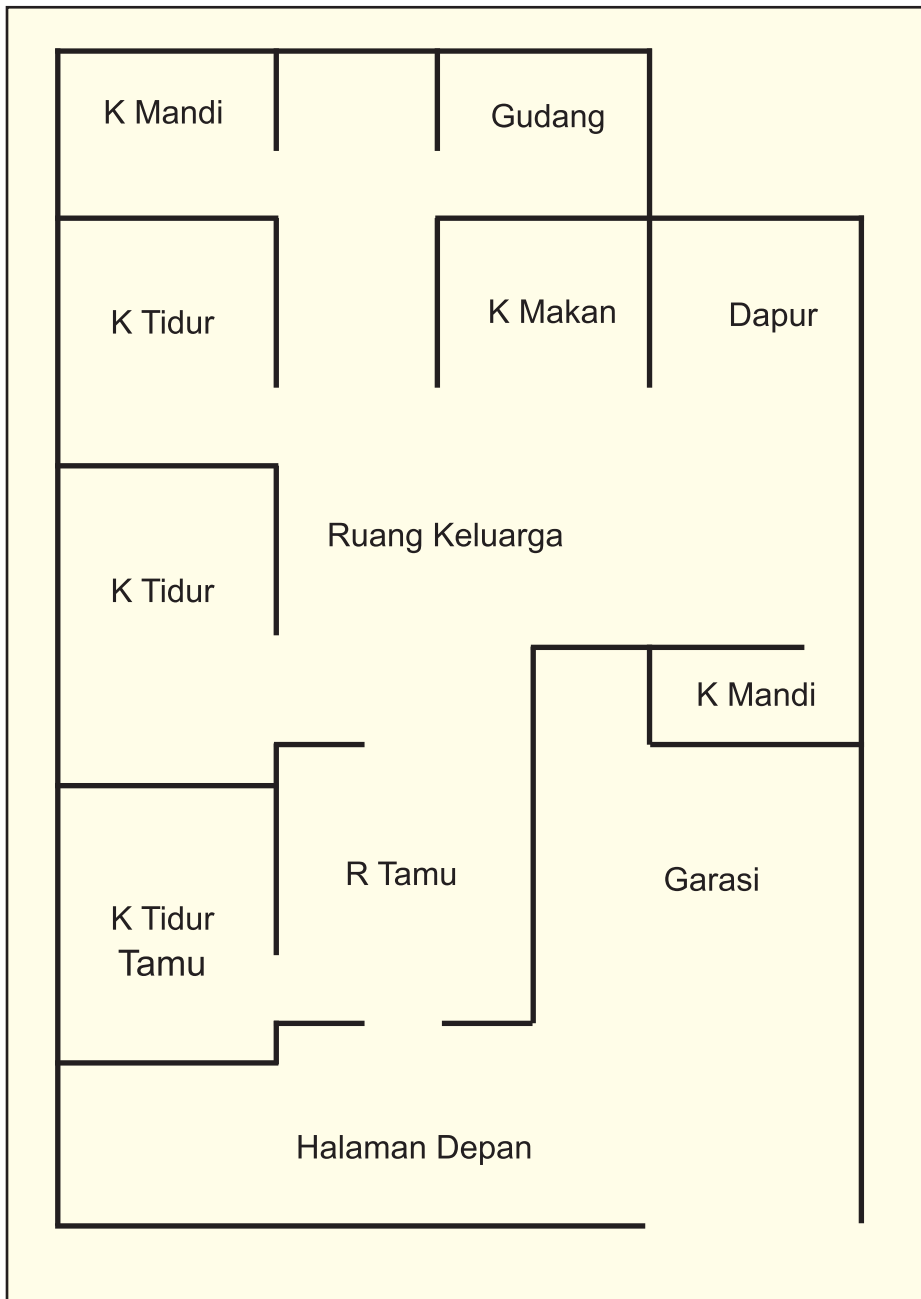 K Mandi
Gudang
K Tidur
K Makan
Dapur
Ruang Keluarga
K Tidur
K Mandi
R Tamu
Garasi
K Tidur
Tamu
Halaman Depan